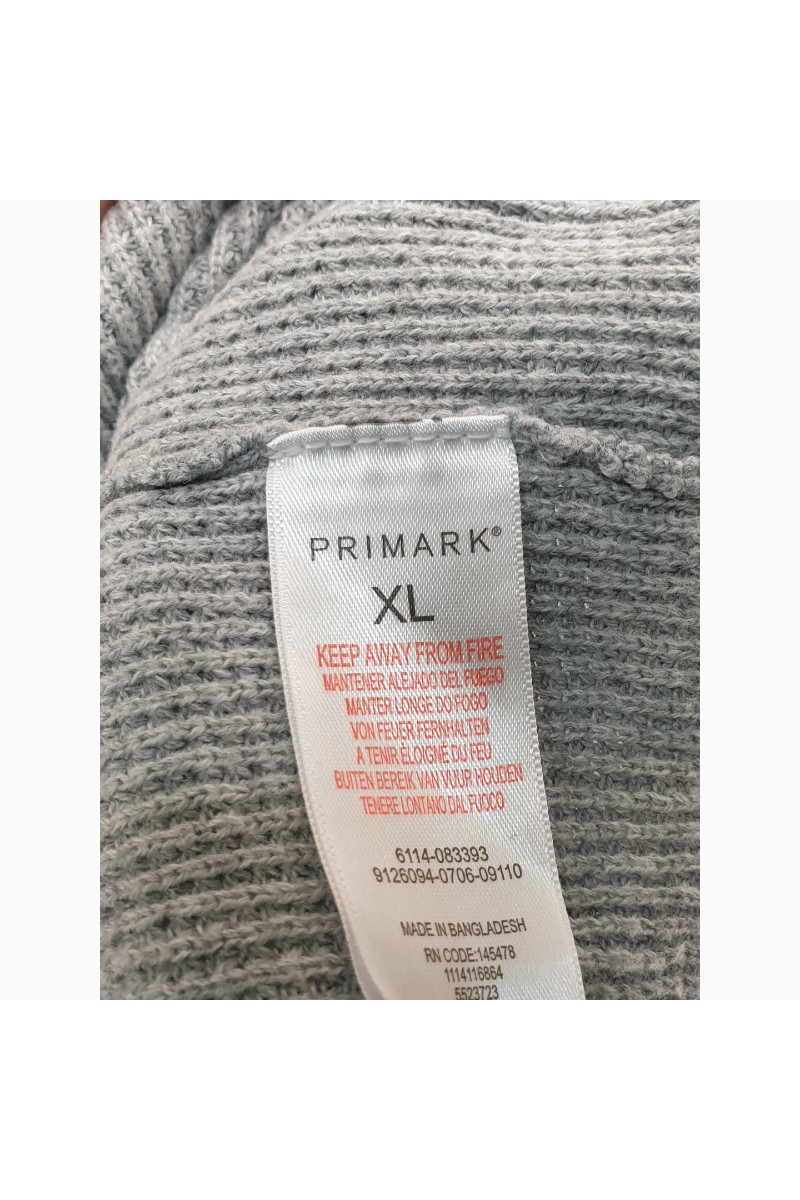 PRIMARK®
XL
KEEP AWAY FROM FIRE
MANTENER ALEJADO DEL FUEGO
MANTER LONGE DO FOGO
VON FEUER FERNHALTEN
A TENIR ÉLOIGNÉ DU FEU
BUITEN BEREIK VAN VUUR HOUDEN
TENERE LONTANO DAL FUOCO
6114-083393
9126094-0706-09110
MADE IN BANGLADESH
RN CODE:145478
1114116864
5523723